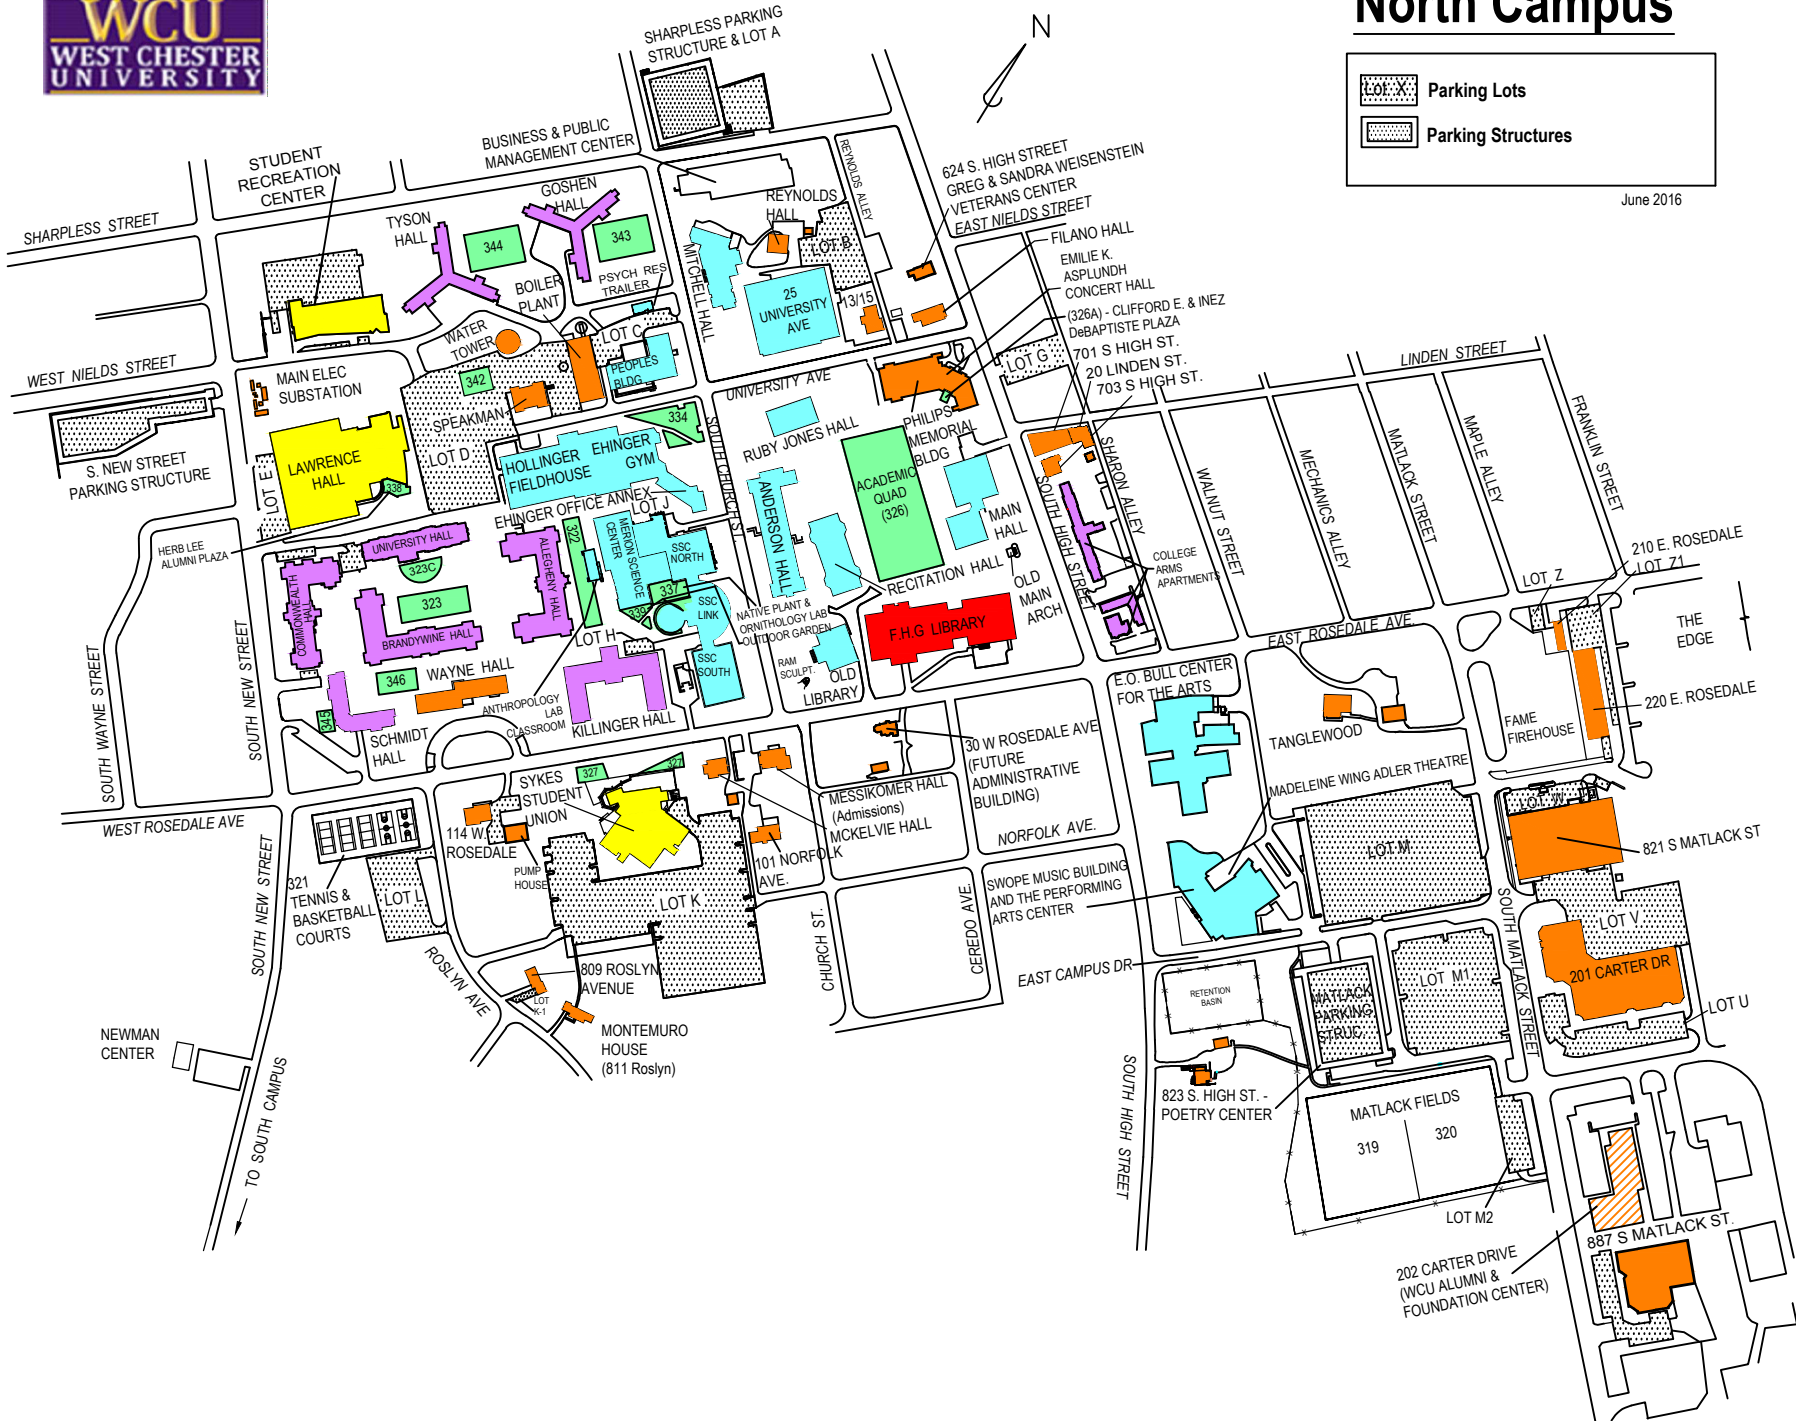 WCU
WEST CHESTER
UNIVERSITY
North Campus
Lot X
Parking Lots
Parking Structures
June 2016
N
SHARPLESS PARKING
STRUCTURE & LOT A
BUSINESS & PUBLIC
MANAGEMENT CENTER
STUDENT
RECREATION
CENTER
SHARPLESS STREET
TYSON
HALL
GOSHEN
HALL
344
343
REYNOLDS
HALL
REYNOLDS ALLEY
LOT B
624 S. HIGH STREET
GREG & SANDRA WEISENSTEIN
VETERANS CENTER
EAST NIELDS STREET
FILANO HALL
EMILIE K.
ASPLUNDH
CONCERT HALL
(326A) - CLIFFORD E. & INEZ
DeBAPTISTE PLAZA
701 S HIGH ST.
20 LINDEN ST.
703 S HIGH ST.
LINDEN STREET
LOT G
MITCHELL HALL
25
UNIVERSITY
AVE
13/15
PSYCH RES
TRAILER
BOILER
PLANT
LOT C
WATER
TOWER
PEOPLES
BLDG
WEST NIELDS STREET
MAIN ELEC
SUBSTATION
342
SPEAKMAN
334
UNIVERSITY AVE
S. NEW STREET
PARKING STRUCTURE
LOT E
LAWRENCE
HALL
338
LOT D
HOLLINGER
FIELDHOUSE
EHINGER
GYM
EHINGER OFFICE ANNEX
LOT J
SOUTH CHURCH ST.
RUBY JONES HALL
PHILIPS
MEMORIAL
BLDG
ACADEMIC
QUAD
(326)
ANDERSON HALL
MAIN
HALL
RECITATION HALL
OLD
MAIN
ARCH
SOUTH HIGH STREET
SHARON ALLEY
COLLEGE
ARMS
APARTMENTS
WALNUT STREET
MECHANICS ALLEY
MATLACK STREET
MAPLE ALLEY
FRANKLIN STREET
HERB LEE
ALUMNI PLAZA
UNIVERSITY HALL
323C
323
COMMONWEALTH
HALL
BRANDYWINE HALL
ALLEGHENY HALL
322
MERION SCIENCE
CENTER
SSC
NORTH
337
339
SSC
LINK
SSC
SOUTH
NATIVE PLANT &
ORNITHOLOGY LAB
OUTDOOR GARDEN
RAM
SCULPT.
OLD
LIBRARY
F.H.G LIBRARY
LOT H
346
345
WAYNE HALL
SCHMIDT
HALL
ANTHROPOLOGY
LAB
CLASSROOM
KILLINGER HALL
SOUTH WAYNE STREET
SOUTH NEW STREET
WEST ROSEDALE AVE
EAST ROSEDALE AVE.
LOT Z
210 E. ROSEDALE
LOT Z1
THE
EDGE
220 E. ROSEDALE
FAME
FIREHOUSE
E.O. BULL CENTER
FOR THE ARTS
TANGLEWOOD
MADELEINE WING ADLER THEATRE
30 W ROSEDALE AVE
(FUTURE
ADMINISTRATIVE
BUILDING)
MESSIKOMER HALL
(Admissions)
MCKELVIE HALL
101 NORFOLK
AVE.
NORFOLK AVE.
327
327
SYKES
STUDENT
UNION
114 W.
ROSEDALE
PUMP
HOUSE
LOT K
321
TENNIS &
BASKETBALL
COURTS
LOT L
SOUTH NEW STREET
ROSLYN AVE
809 ROSLYN
AVENUE
LOT
K-1
MONTEMURO
HOUSE
(811 Roslyn)
NEWMAN
CENTER
TO SOUTH CAMPUS
CHURCH ST.
CEREDO AVE.
SWOPE MUSIC BUILDING
AND THE PERFORMING
ARTS CENTER
EAST CAMPUS DR
LOT M
LOT W
821 S MATLACK ST
LOT V
SOUTH MATLACK STREET
201 CARTER DR
LOT U
LOT M1
MATLACK
PARKING
STRUC.
RETENTION
BASIN
823 S. HIGH ST. -
POETRY CENTER
SOUTH HIGH STREET
MATLACK FIELDS
319
320
LOT M2
887 S MATLACK ST.
202 CARTER DRIVE
(WCU ALUMNI &
FOUNDATION CENTER)